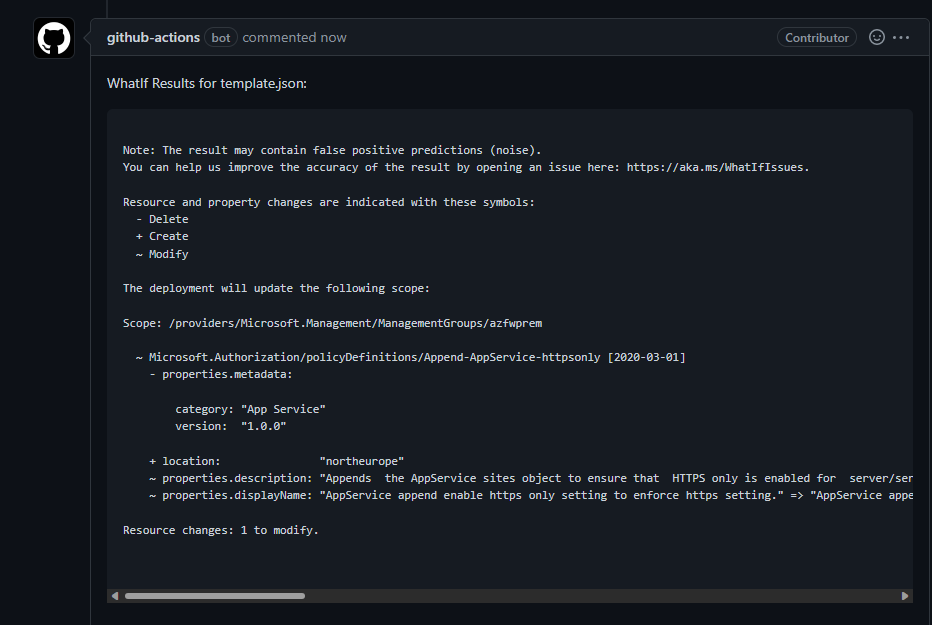 github-actions bot commented now Contributor
WhatIf Results for template.json:
Note: The result may contain false positive predictions (noise).
You can help us improve the accuracy of the result by opening an issue here: https://aka.ms/WhatIfIssues.
Resource and property changes are indicated with these symbols:
- Delete
+ Create
~ Modify
The deployment will update the following scope:
Scope: /providers/Microsoft.Management/ManagementGroups/azfwprem
~ Microsoft.Authorization/policyDefinitions/Append-AppService-httpsonly [2020-03-01]
- properties.metadata:
category: "App Service"
version:  "1.0.0"
+ location:               "northeurope"
~ properties.description: "Appends  the AppService sites object to ensure that  HTTPS only is enabled for  server/ser
~ properties.displayName: "AppService append enable https only setting to enforce https setting." => "AppService appe
Resource changes: 1 to modify.